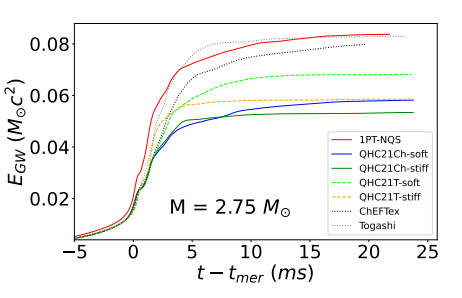 0.08
0.06
0.04
0.02
E_GW (M_⊙c²)
−5 0 5 10 15 20 25
t − t_mer (ms)
M = 2.75 M_⊙
1PT-NQS
QHC21Ch-soft
QHC21Ch-stiff
QHC21T-soft
QHC21T-stiff
ChEFTex
Togashi